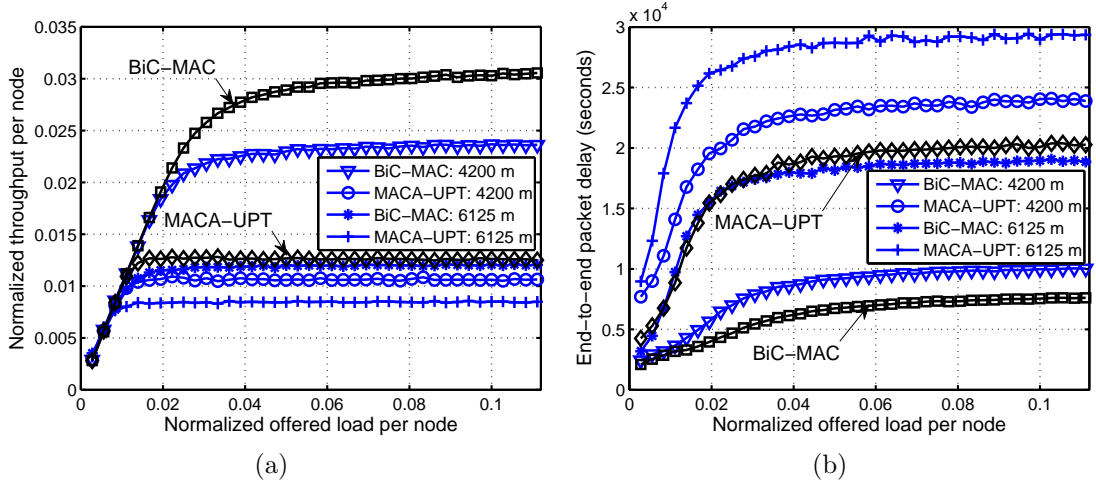 0.035
0.03
0.025
0.02
0.015
0.01
0.005
0
Normalized throughput per node
BiC−MAC
MACA−UPT
BiC−MAC: 4200 m
MACA−UPT: 4200 m
BiC−MAC: 6125 m
MACA−UPT: 6125 m
0 0.02 0.04 0.06 0.08 0.1
Normalized offered load per node
(a)
x 10⁴
3
2.5
2
1.5
1
0.5
0
End−to−end packet delay (seconds)
BiC−MAC: 4200 m
MACA−UPT: 4200 m
BiC−MAC: 6125 m
MACA−UPT: 6125 m
MACA−UPT
BiC−MAC
0 0.02 0.04 0.06 0.08 0.1
Normalized offered load per node
(b)